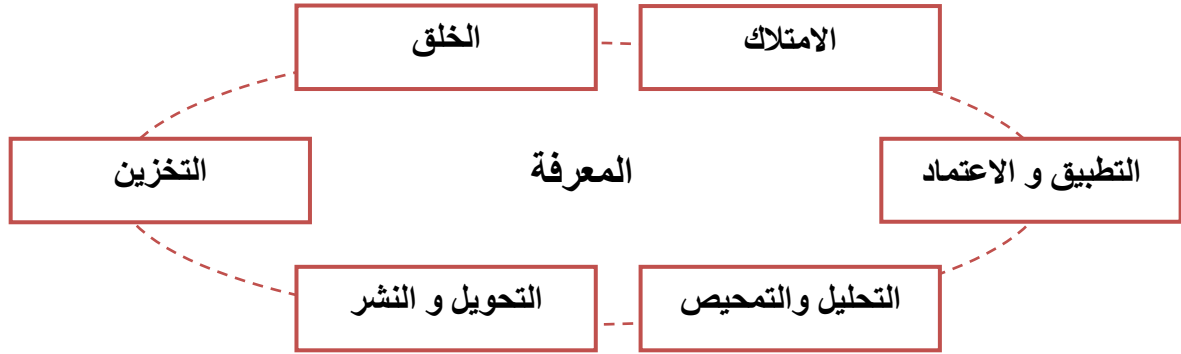 الامتلاك
الخلق
التطبيق و الاعتماد
المعرفة
التخزين
التحليل والتمحيص
التحويل و النشر